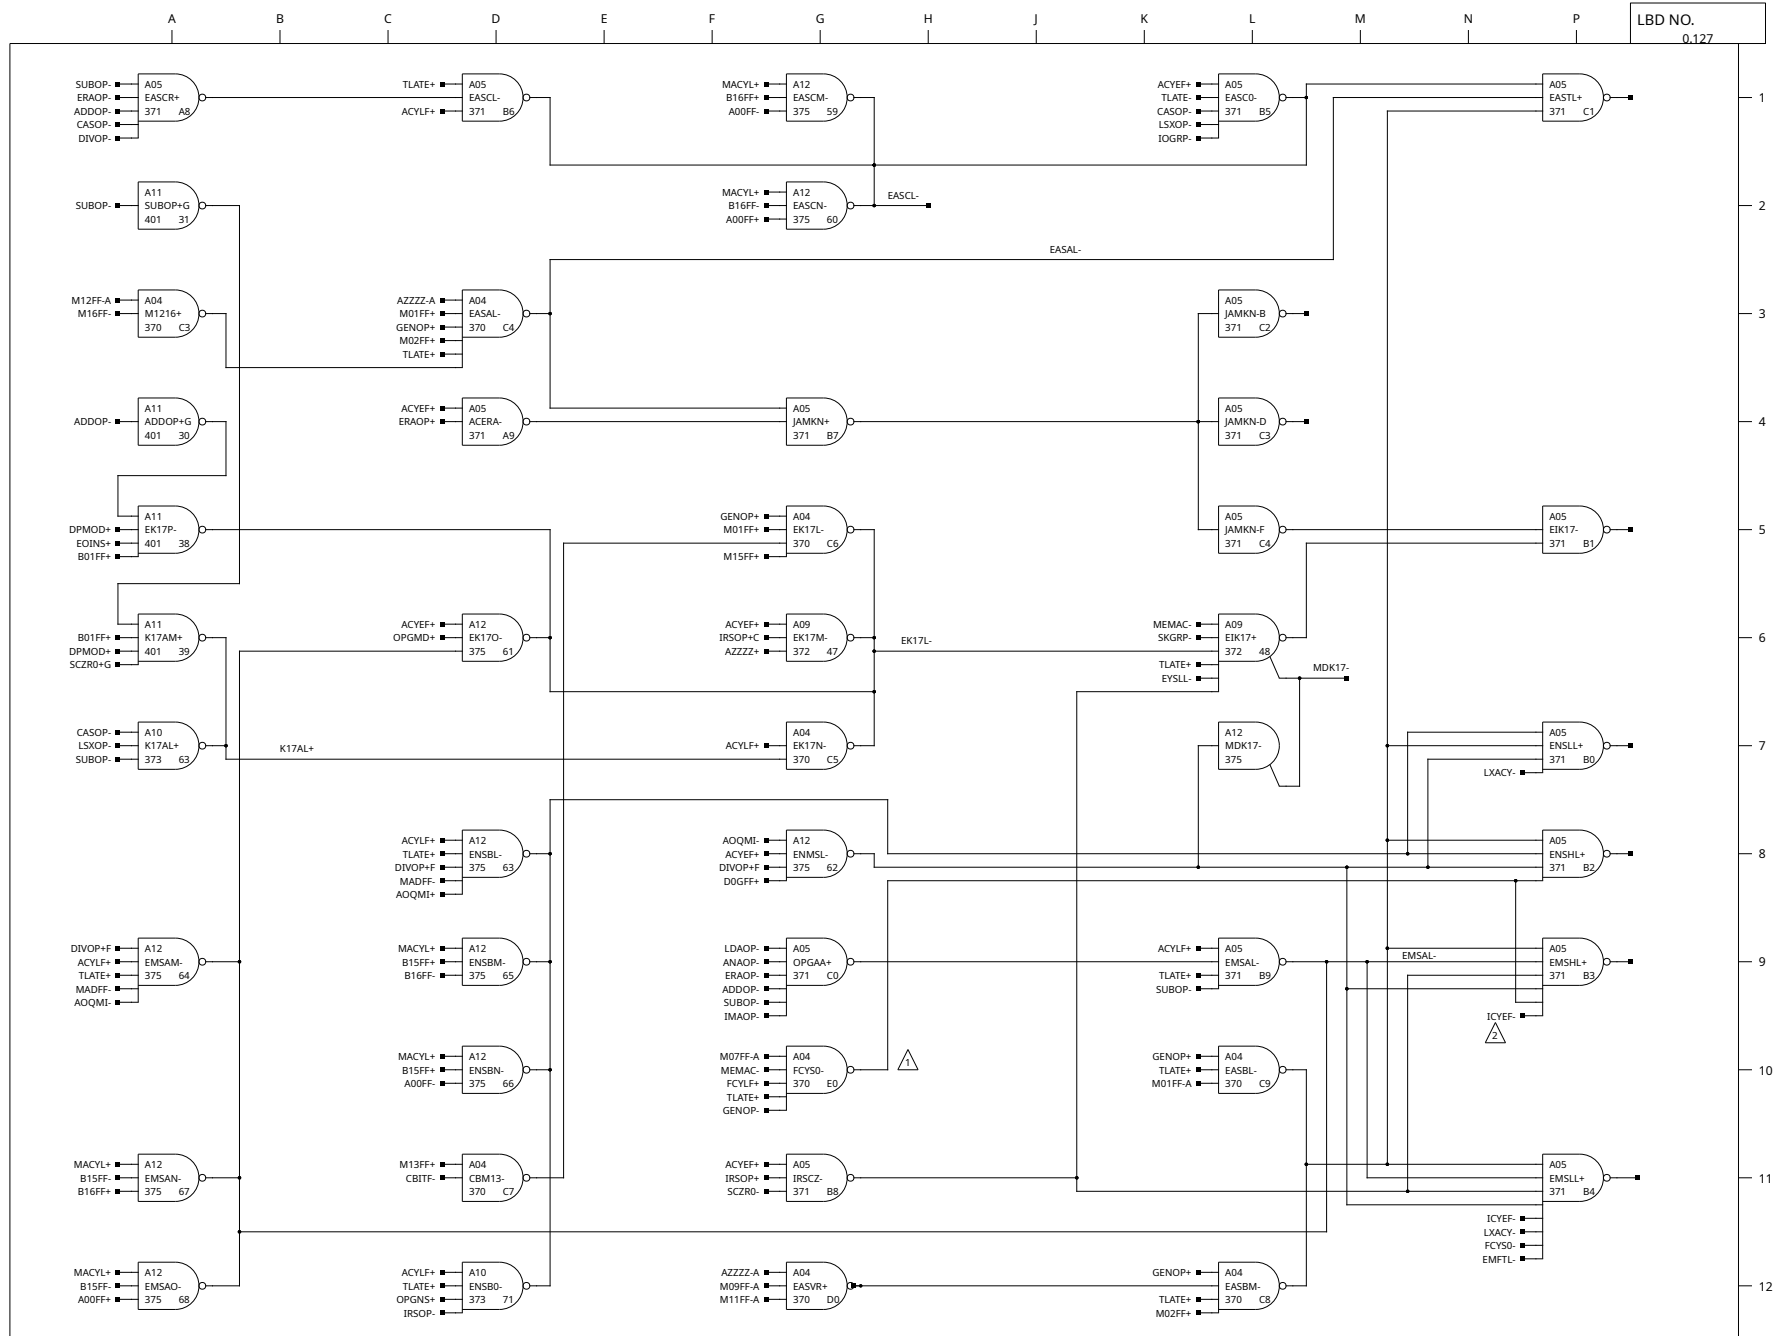 A B C D E F G H J K L M N P
LBD NO.
0.127
SUBOP- A05
ERAOP- EASCR+
ADDOP- 371 A8
CASOP-
DIVOP-
TLATE+ A05
EASCL-
ACYLF+ 371 B6
MACYL+ A12
B16FF+ EASCM-
A00FF- 375 59
ACYEF+ A05
TLATE- EASC0-
CASOP- 371 B5
LSXOP-
IOGRP-
A05
EASTL+
371 C1
1
A11
SUBOP- SUBOP+G
401 31
MACYL+ A12
B16FF- EASCN-
A00FF+ 375 60
EASCL-
2
EASAL-
M12FF-A A04
M16FF- M1216+
370 C3
AZZZZ-A A04
M01FF+ EASAL-
GENOP+ 370 C4
M02FF+
TLATE+
A05
JAMKN-B
371 C2
3
A11
ADDOP- ADDOP+G
401 30
ACYEF+ A05
ERAOP+ ACERA-
371 A9
A05
JAMKN+
371 B7
A05
JAMKN-D
371 C3
4
A11
DPMOD+ EK17P-
EOINS+ 401 38
B01FF+
GENOP+ A04
M01FF+ EK17L-
370 C6
M15FF+
A05
JAMKN-F
371 C4
A05
EIK17-
371 B1
5
A11
B01FF+ K17AM+
DPMOD+ 401 39
SCZR0+G
ACYEF+ A12
OPGMD+ EK17O-
375 61
ACYEF+ A09
IRSOP+C EK17M-
AZZZZ+ 372 47
EK17L-
MEMAC- A09
SKGRP- EIK17+
372 48
TLATE+
EYSLL-
MDK17-
6
CASOP- A10
LSXOP- K17AL+
SUBOP- 373 63
K17AL+
A04
ACYLF+ EK17N-
370 C5
A12
MDK17-
375
A05
ENSLL+
371 B0
LXACY-
7
ACYLF+ A12
TLATE+ ENSBL-
DIVOP+F 375 63
MADFF-
AOQMI+
AOQMI- A12
ACYEF+ ENMSL-
DIVOP+F 375 62
D0GFF+
A05
ENSHL+
371 B2
8
DIVOP+F A12
ACYLF+ EMSAM-
TLATE+ 375 64
MADFF-
AOQMI-
MACYL+ A12
B15FF+ ENSBM-
B16FF- 375 65
LDAOP- A05
ANAOP- OPGAA+
ERAOP- 371 C0
ADDOP-
SUBOP-
IMAOP-
ACYLF+ A05
EMSAL-
TLATE+ 371 B9
SUBOP-
EMSAL-
A05
EMSHL+
371 B3
ICYEF-
2
9
MACYL+ A12
B15FF+ ENSBN-
A00FF- 375 66
M07FF-A A04
MEMAC- FCYS0-
FCYLF+ 370 E0
TLATE+
GENOP-
1
GENOP+ A04
TLATE+ EASBL-
M01FF-A 370 C9
10
MACYL+ A12
B15FF- EMSAN-
B16FF+ 375 67
M13FF+ A04
CBITF- CBM13-
370 C7
ACYEF+ A05
IRSOP+ IRSCZ-
SCZR0- 371 B8
A05
EMSLL+
371 B4
ICYEF-
LXACY-
FCYS0-
EMFTL-
11
MACYL+ A12
B15FF- EMSAO-
A00FF+ 375 68
ACYLF+ A10
TLATE+ ENSB0-
OPGNS+ 373 71
IRSOP-
AZZZZ-A A04
M09FF-A EASVR+
M11FF-A 370 D0
GENOP+ A04
EASBM-
TLATE+ 370 C8
M02FF+
12